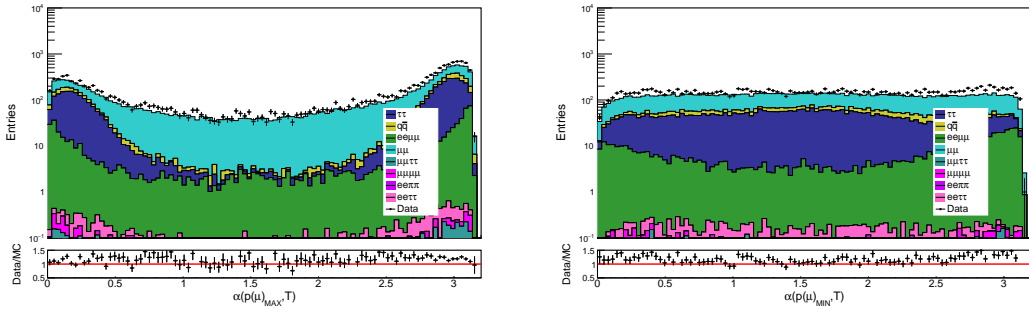 10⁴
10³
10²
10
1
10⁻¹
Entries
ττ
qq̄
eeμμ
μμ
μμττ
μμμμ
eeππ
eeττ
Data
1.5
1
0.5
Data/MC
0 0.5 1 1.5 2 2.5 3
α(p(μ)MAX,T)
10⁴
10³
10²
10
1
10⁻¹
Entries
ττ
qq̄
eeμμ
μμ
μμττ
μμμμ
eeππ
eeττ
Data
1.5
1
0.5
Data/MC
0 0.5 1 1.5 2 2.5 3
α(p(μ)MIN,T)